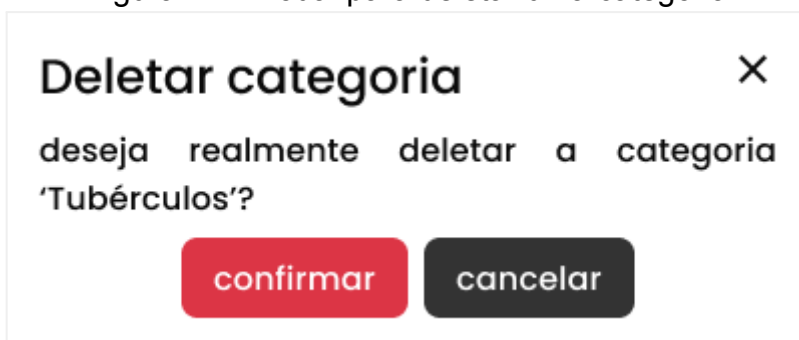 Deletar categoria
deseja realmente deletar a categoria
‘Tubérculos’?
confirmar cancelar